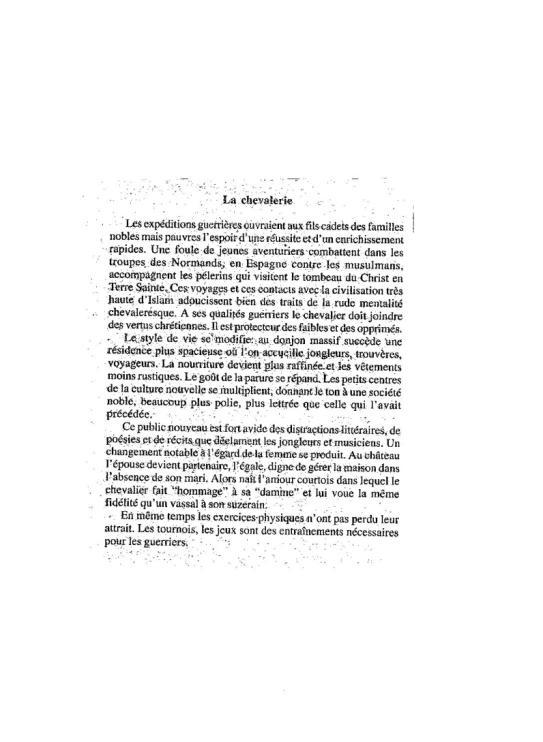 La chevalerie
Les expéditions guerrières ouvraient aux fils cadets des familles
nobles mais pauvres l'espoir d'une réussite et d'un enrichissement
rapides. Une foule de jeunes aventuriers combattent dans les
troupes des Normands, en Espagne contre les musulmans,
accompagnent les pélerins qui visitent le tombeau du Christ en
Terre Sainte. Ces voyages et ces contacts avec la civilisation très
haute d'Islam adoucissent bien des traits de la rude mentalité
chevaleresque. A ses qualités guerriers le chevalier doit joindre
des vertus chrétiennes. Il est protecteur des faibles et des opprimés.
Le style de vie se modifie: au donjon massif succède une
résidence plus spacieuse où l'on accueille jongleurs, trouvères,
voyageurs. La nourriture devient plus raffinée et les vêtements
moins rustiques. Le goût de la parure se répand. Les petits centres
de la culture nouvelle se multiplient, donnant le ton à une société
noble, beaucoup plus polie, plus lettrée que celle qui l'avait
précédée.
Ce public nouveau est fort avide des distractions littéraires, de
poésies et de récits que déclament les jongleurs et musiciens. Un
changement notable à l'égard de la femme se produit. Au château
l'épouse devient partenaire, l'égale, digne de gérer la maison dans
l'absence de son mari. Alors naît l'amour courtois dans lequel le
chevalier fait "hommage" à sa "damine" et lui voue la même
fidélité qu'un vassal à son suzerain.
En même temps les exercices physiques n'ont pas perdu leur
attrait. Les tournois, les jeux sont des entraînements nécessaires
pour les guerriers.